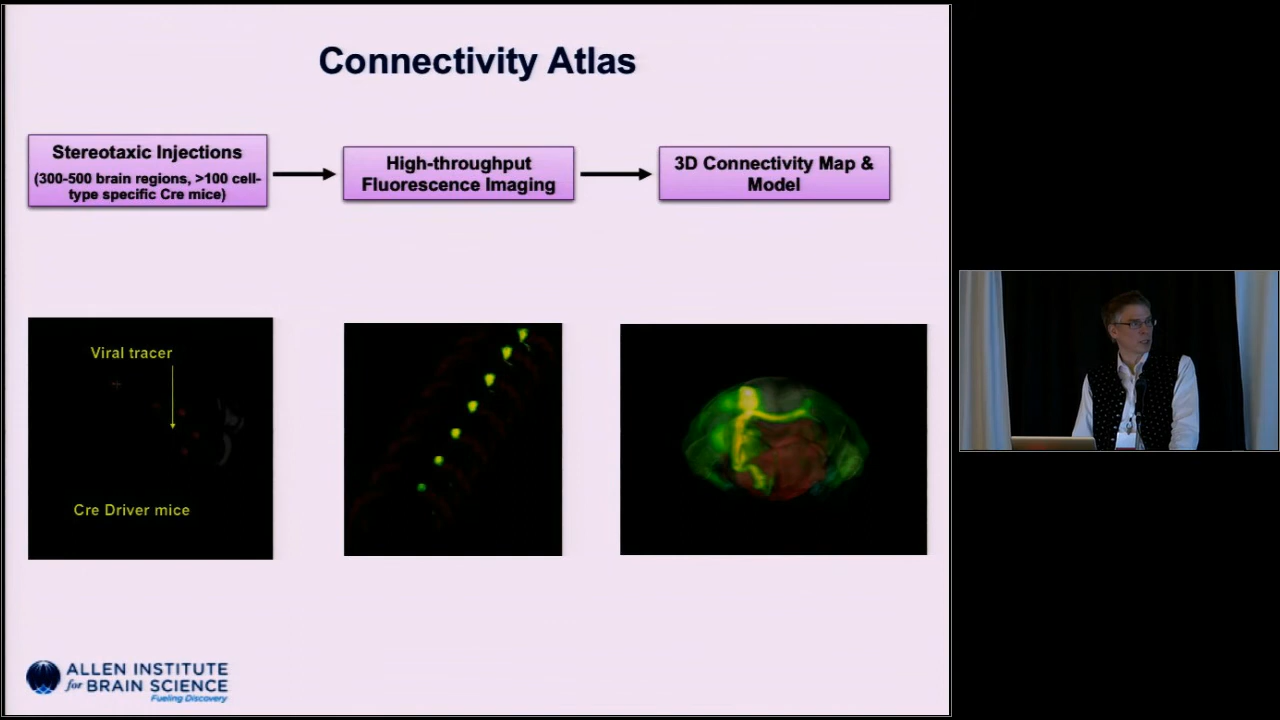 Connectivity Atlas
Stereotaxic Injections
(300-500 brain regions, >100 cell-
type specific Cre mice)
High-throughput
Fluorescence Imaging
3D Connectivity Map &
Model
Viral tracer
Cre Driver mice
ALLEN INSTITUTE
for BRAIN SCIENCE
Fueling Discovery